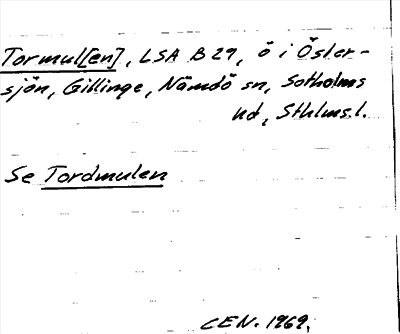 Tormul[en], LSA B 29, ö i Öster-
sjön, Gillinge, Nämdö sn, Sotholms
hd, Sthlms l.
Se Tordmulen
CEN. 1969.